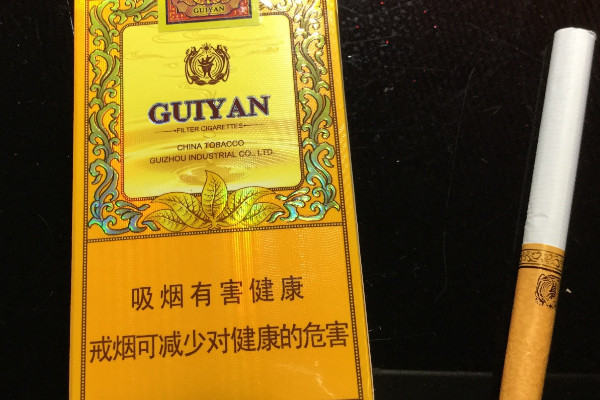 GUIYAN
GUIYAN
FILTER CIGARETTES
CHINA TOBACCO
GUIZHOU INDUSTRIAL CO., LTD
吸烟有害健康
戒烟可减少对健康的危害